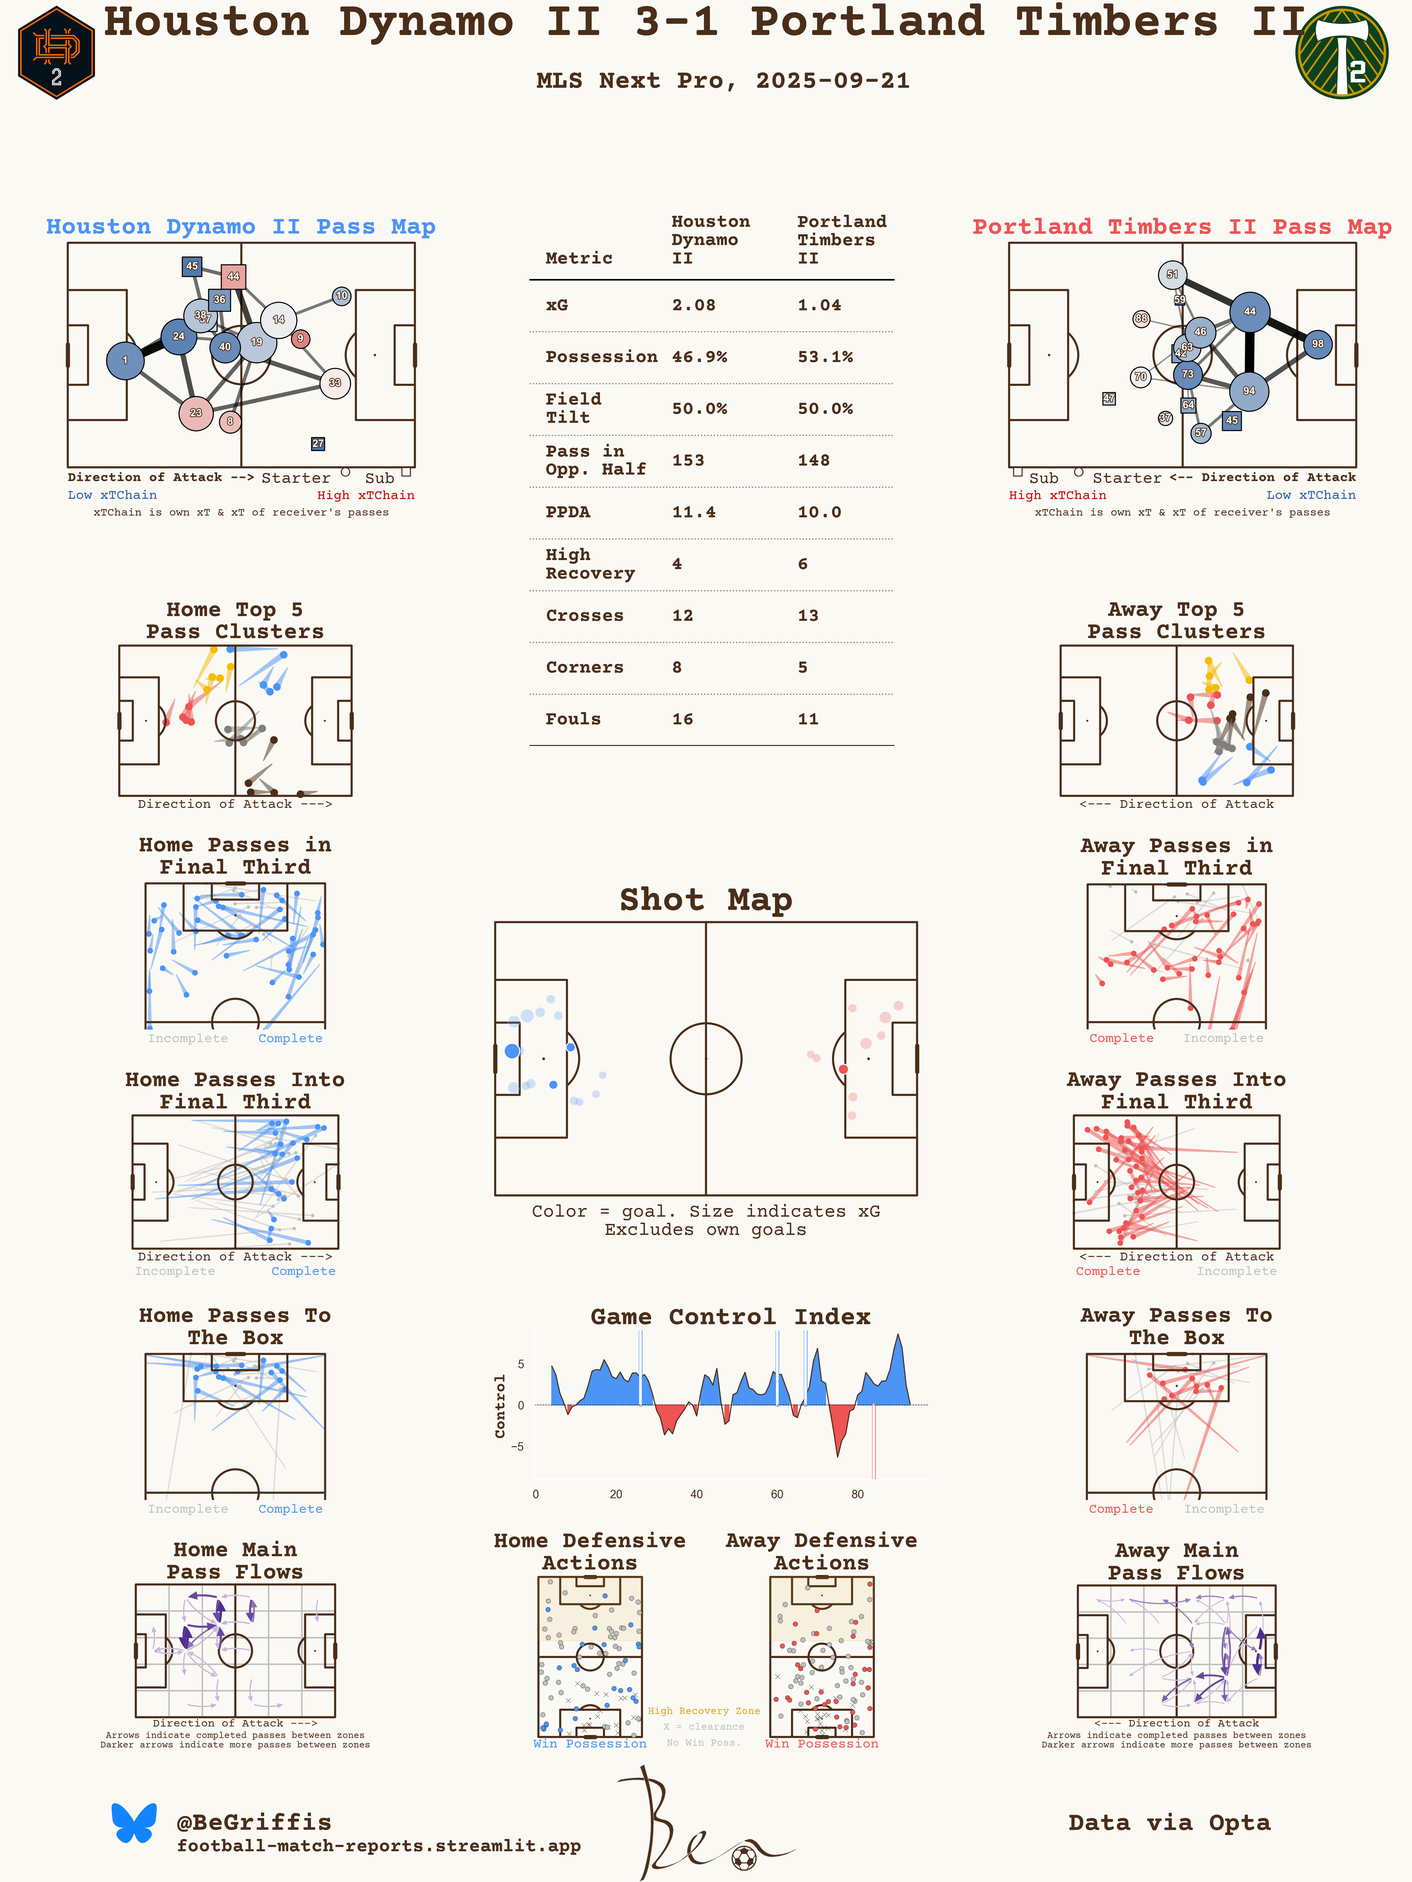 Houston Dynamo II 3-1 Portland Timbers II
MLS Next Pro, 2025-09-21
2
2
Houston Dynamo II Pass Map
45
44
36
10
38
14
24
9
40
19
1
33
23
8
27
Direction of Attack --> Starter Sub
Low xTChain High xTChain
xTChain is own xT & xT of receiver's passes
Metric Houston Dynamo II Portland Timbers II
xG 2.08 1.04
Possession 46.9% 53.1%
Field Tilt 50.0% 50.0%
Pass in Opp. Half 153 148
PPDA 11.4 10.0
High Recovery 4 6
Crosses 12 13
Corners 8 5
Fouls 16 11
Portland Timbers II Pass Map
51
59
44
88
46
98
63
42
73
70
94
47
64
37
45
57
Sub Starter <-- Direction of Attack
High xTChain Low xTChain
xTChain is own xT & xT of receiver's passes
Home Top 5
Pass Clusters
Direction of Attack --->
Away Top 5
Pass Clusters
<--- Direction of Attack
Home Passes in
Final Third
Incomplete Complete
Away Passes in
Final Third
Complete Incomplete
Shot Map
Color = goal. Size indicates xG
Excludes own goals
Home Passes Into
Final Third
Direction of Attack --->
Incomplete Complete
Away Passes Into
Final Third
<--- Direction of Attack
Complete Incomplete
Home Passes To
The Box
Incomplete Complete
Game Control Index
Control
5
0
-5
0 20 40 60 80
Away Passes To
The Box
Complete Incomplete
Home Main
Pass Flows
Direction of Attack --->
Arrows indicate completed passes between zones
Darker arrows indicate more passes between zones
Home Defensive
Actions
Win Possession
High Recovery Zone
X = clearance
No Win Poss.
Away Defensive
Actions
Win Possession
Away Main
Pass Flows
<--- Direction of Attack
Arrows indicate completed passes between zones
Darker arrows indicate more passes between zones
@BeGriffis
football-match-reports.streamlit.app
Ben
Data via Opta